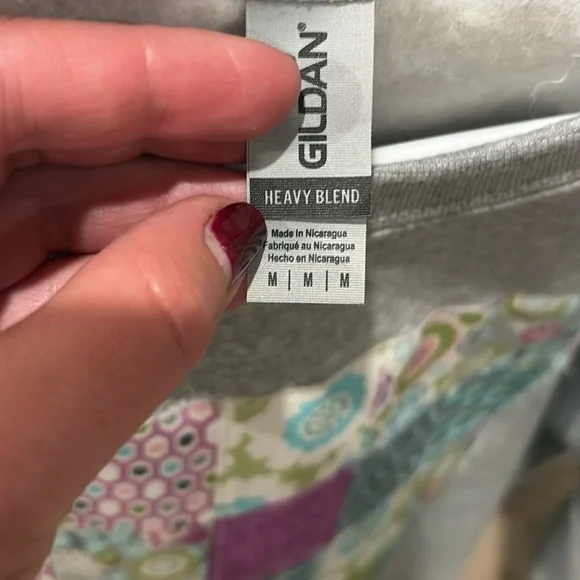 GILDAN®
HEAVY BLEND
Made in Nicaragua
Fabriqué au Nicaragua
Hecho en Nicaragua
M | M | M